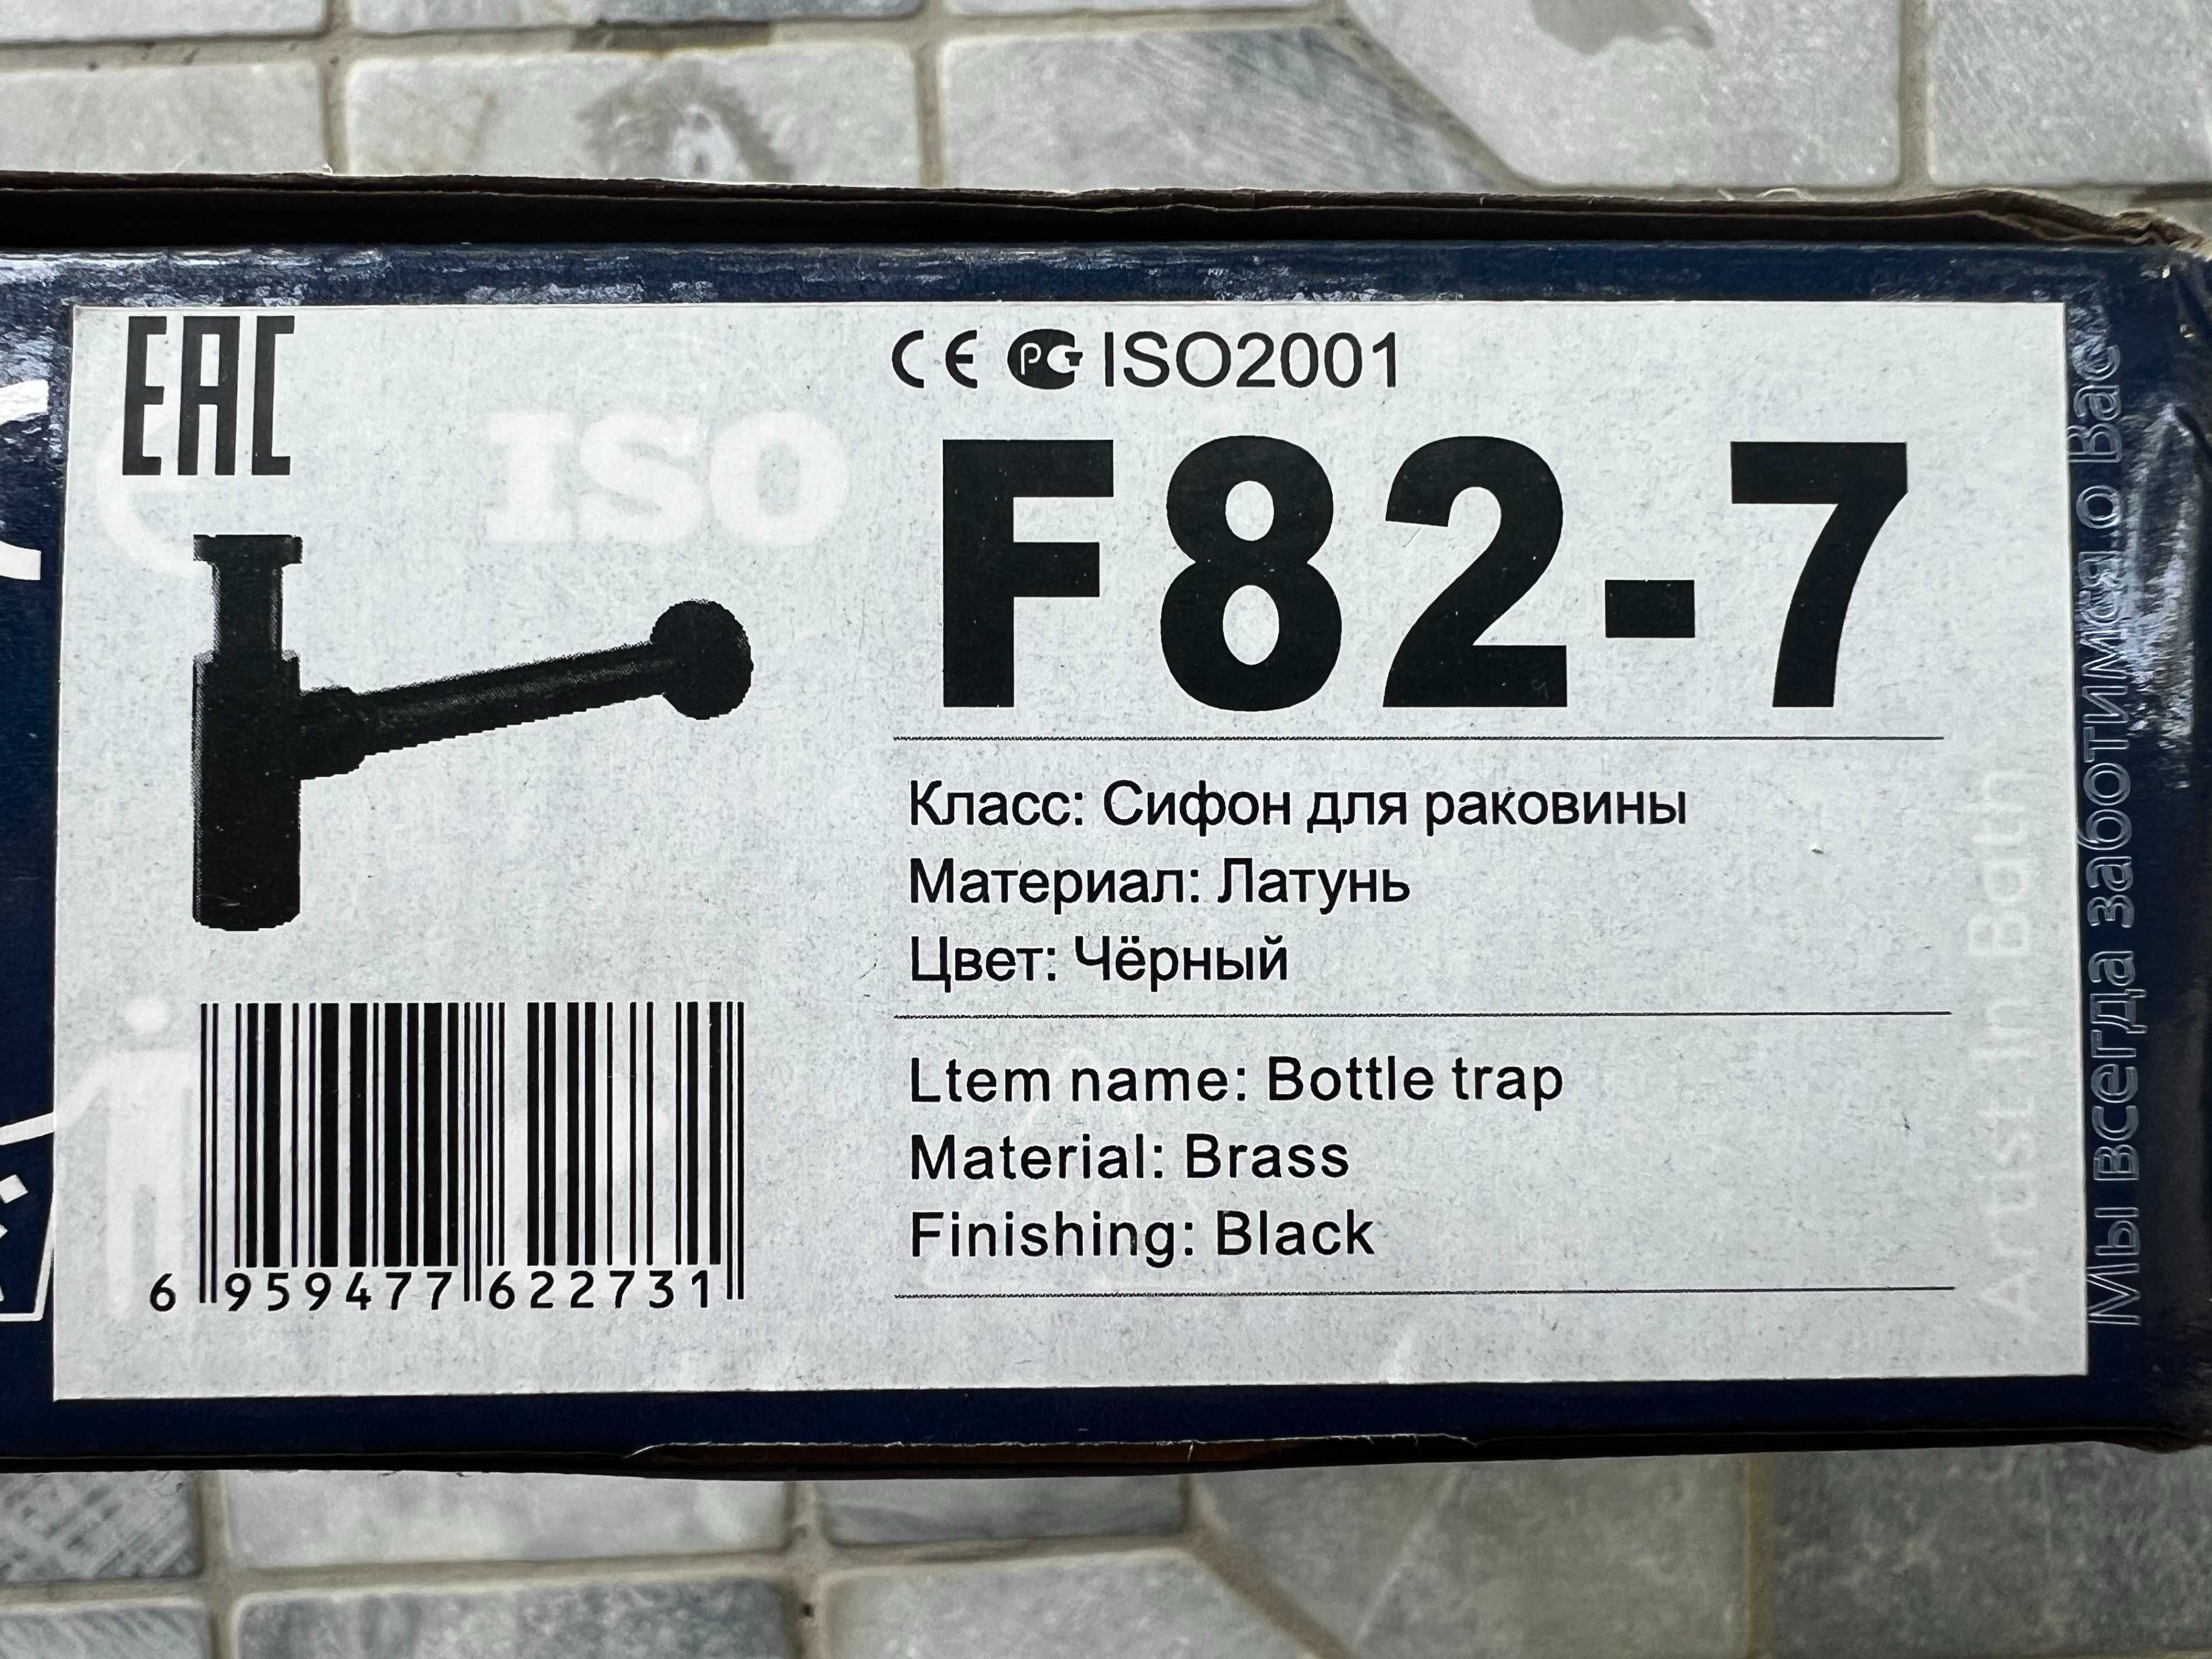 EAC
CE PCT ISO2001
ISO
F82-7
Класс: Сифон для раковины
Материал: Латунь
Цвет: Чёрный
Ltem name: Bottle trap
Material: Brass
Finishing: Black
6 959477 622731
Trust in Bath
Мы всегда заботимся о Вас